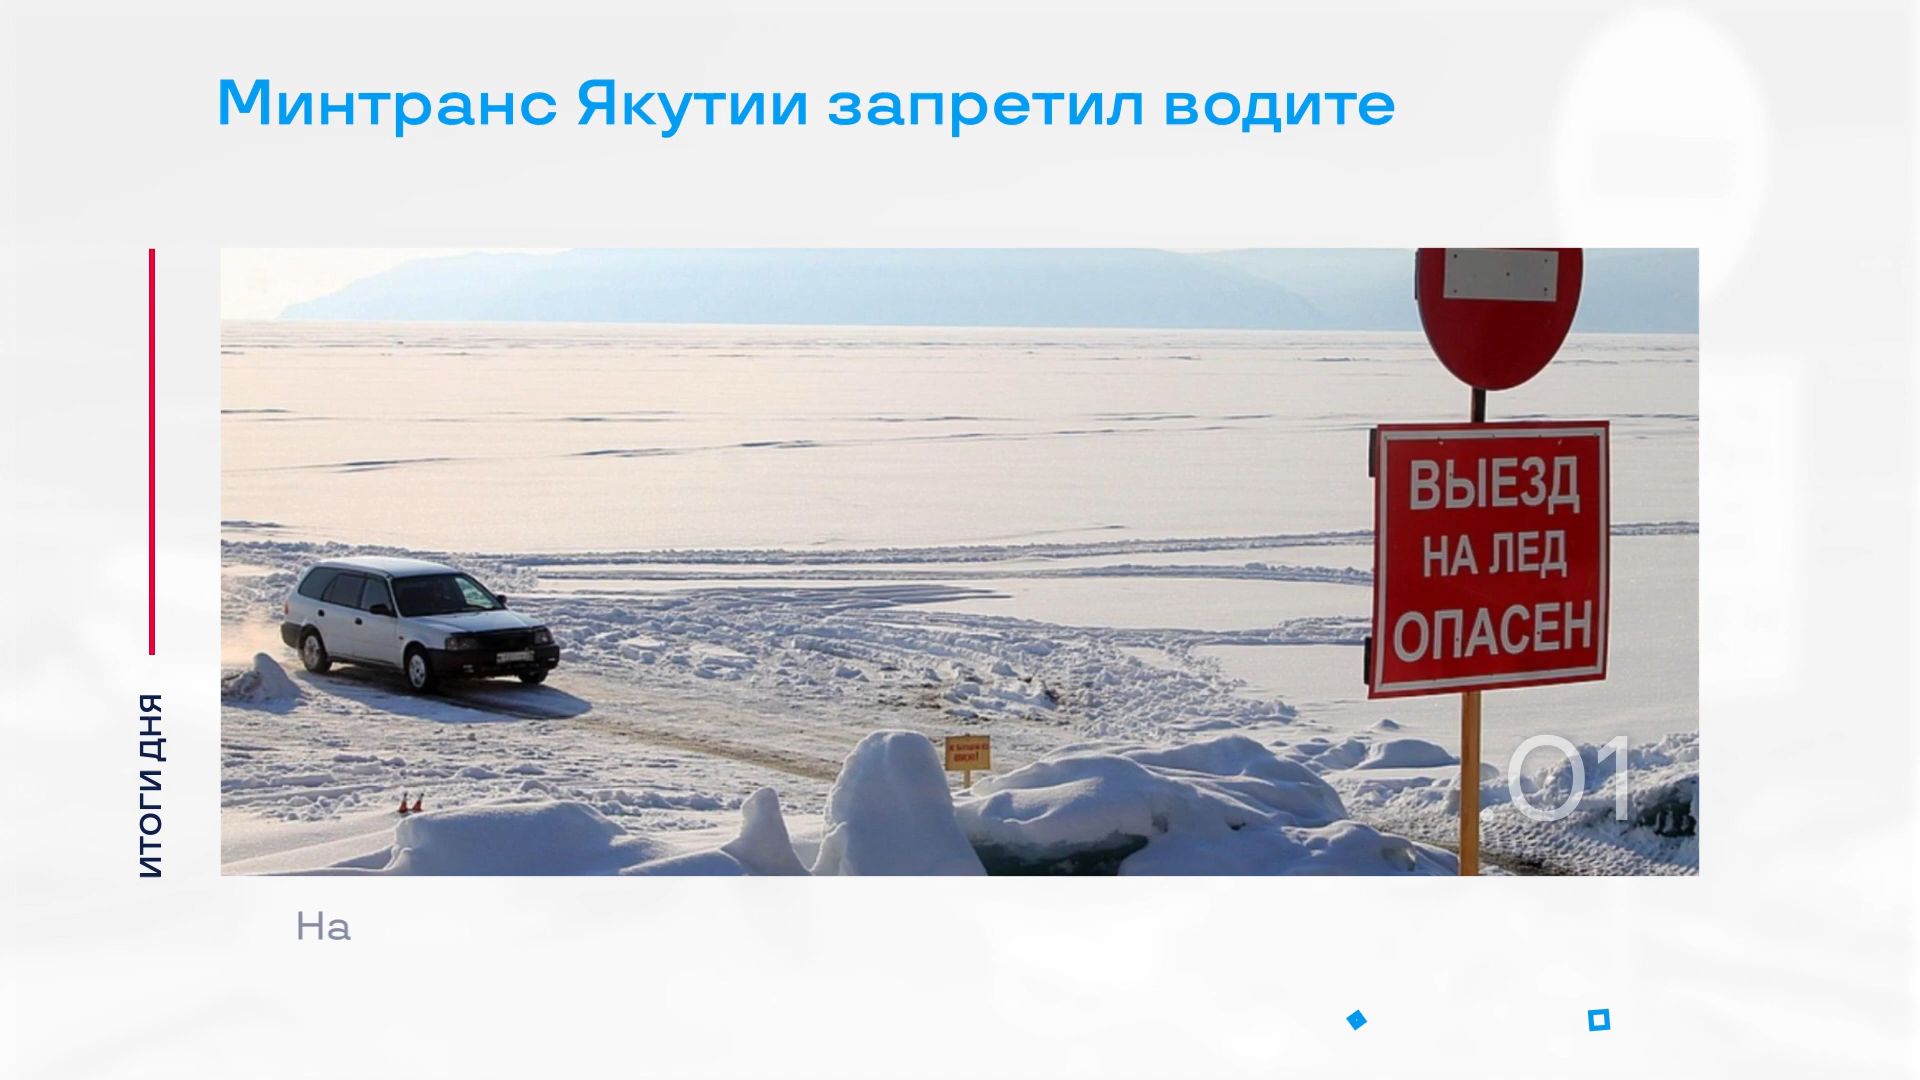 Минтранс Якутии запретил водите
ИТОГИ ДНЯ
ВЫЕЗД
НА ЛЕД
ОПАСЕН
.01
На